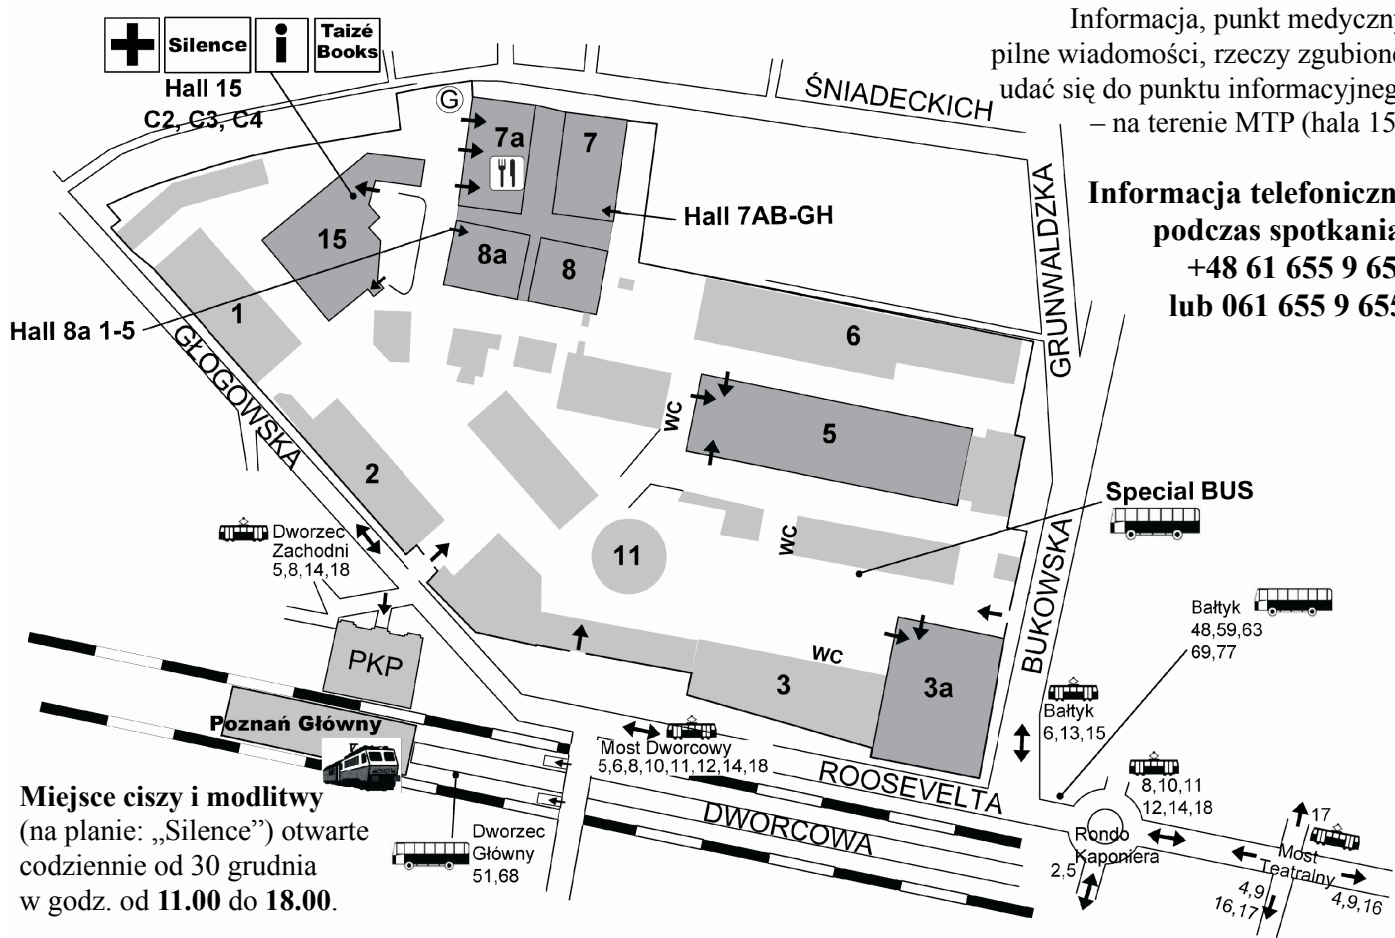 Silence
Taizé
Books
Hall 15
C2, C3, C4
Informacja, punkt medyczny
pilne wiadomości, rzeczy zgubione
udać się do punktu informacyjneg
– na terenie MTP (hala 15
Informacja telefoniczn
podczas spotkania
+48 61 655 9 65
lub 061 655 9 655
ŚNIADECKICH
G
7a
7
Hall 7AB-GH
GRUNWALDZKA
15
8a
8
1
Hall 8a 1-5
6
GŁOGOWSKA
WC
5
2
Special BUS
Dworzec
Zachodni
5,8,14,18
WC
11
BUKOWSKA
Bałtyk
48,59,63
69,77
PKP
WC
3
3a
Bałtyk
6,13,15
Poznań Główny
Most Dworcowy
5,6,8,10,11,12,14,18
ROOSEVELTA
DWORCOWA
8,10,11
12,14,18
Rondo
Kaponiera
2,5
17
Most
Teatralny
4,9
16,17
4,9,16
Miejsce ciszy i modlitwy
(na planie: „Silence”) otwarte
codziennie od 30 grudnia
w godz. od 11.00 do 18.00.
Dworzec
Główny
51,68